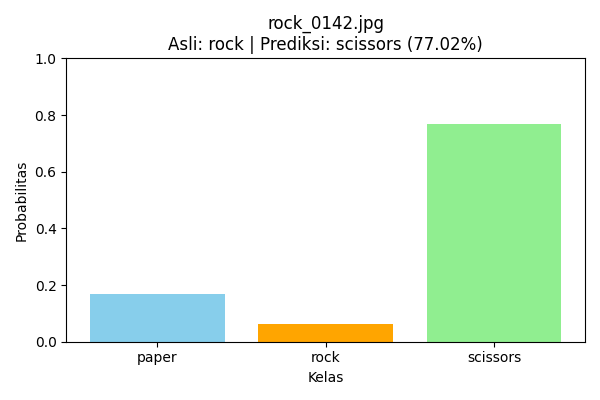 rock_0142.jpg
Asli: rock | Prediksi: scissors (77.02%)
1.0
0.8
0.6
0.4
0.2
0.0
Probabilitas
paper
rock
scissors
Kelas